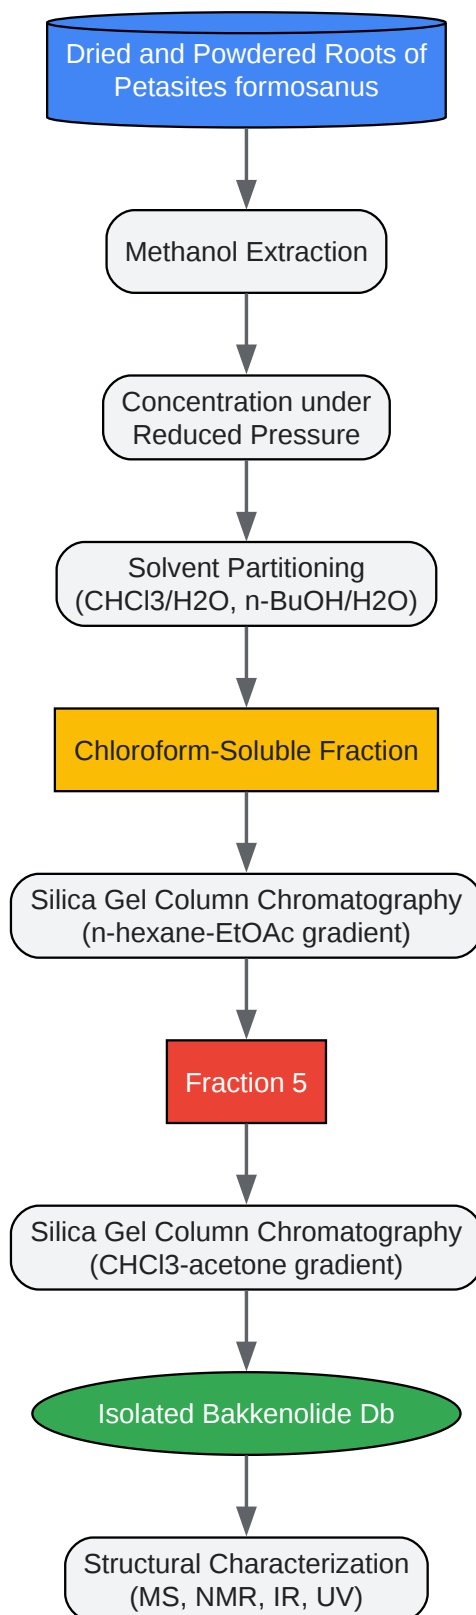 Dried and Powdered Roots of
Petasites formosanus
Methanol Extraction
Concentration under
Reduced Pressure
Solvent Partitioning
(CHCl3/H2O, n-BuOH/H2O)
Chloroform-Soluble Fraction
Silica Gel Column Chromatography
(n-hexane-EtOAc gradient)
Fraction 5
Silica Gel Column Chromatography
(CHCl3-acetone gradient)
Isolated Bakkenolide Db
Structural Characterization
(MS, NMR, IR, UV)